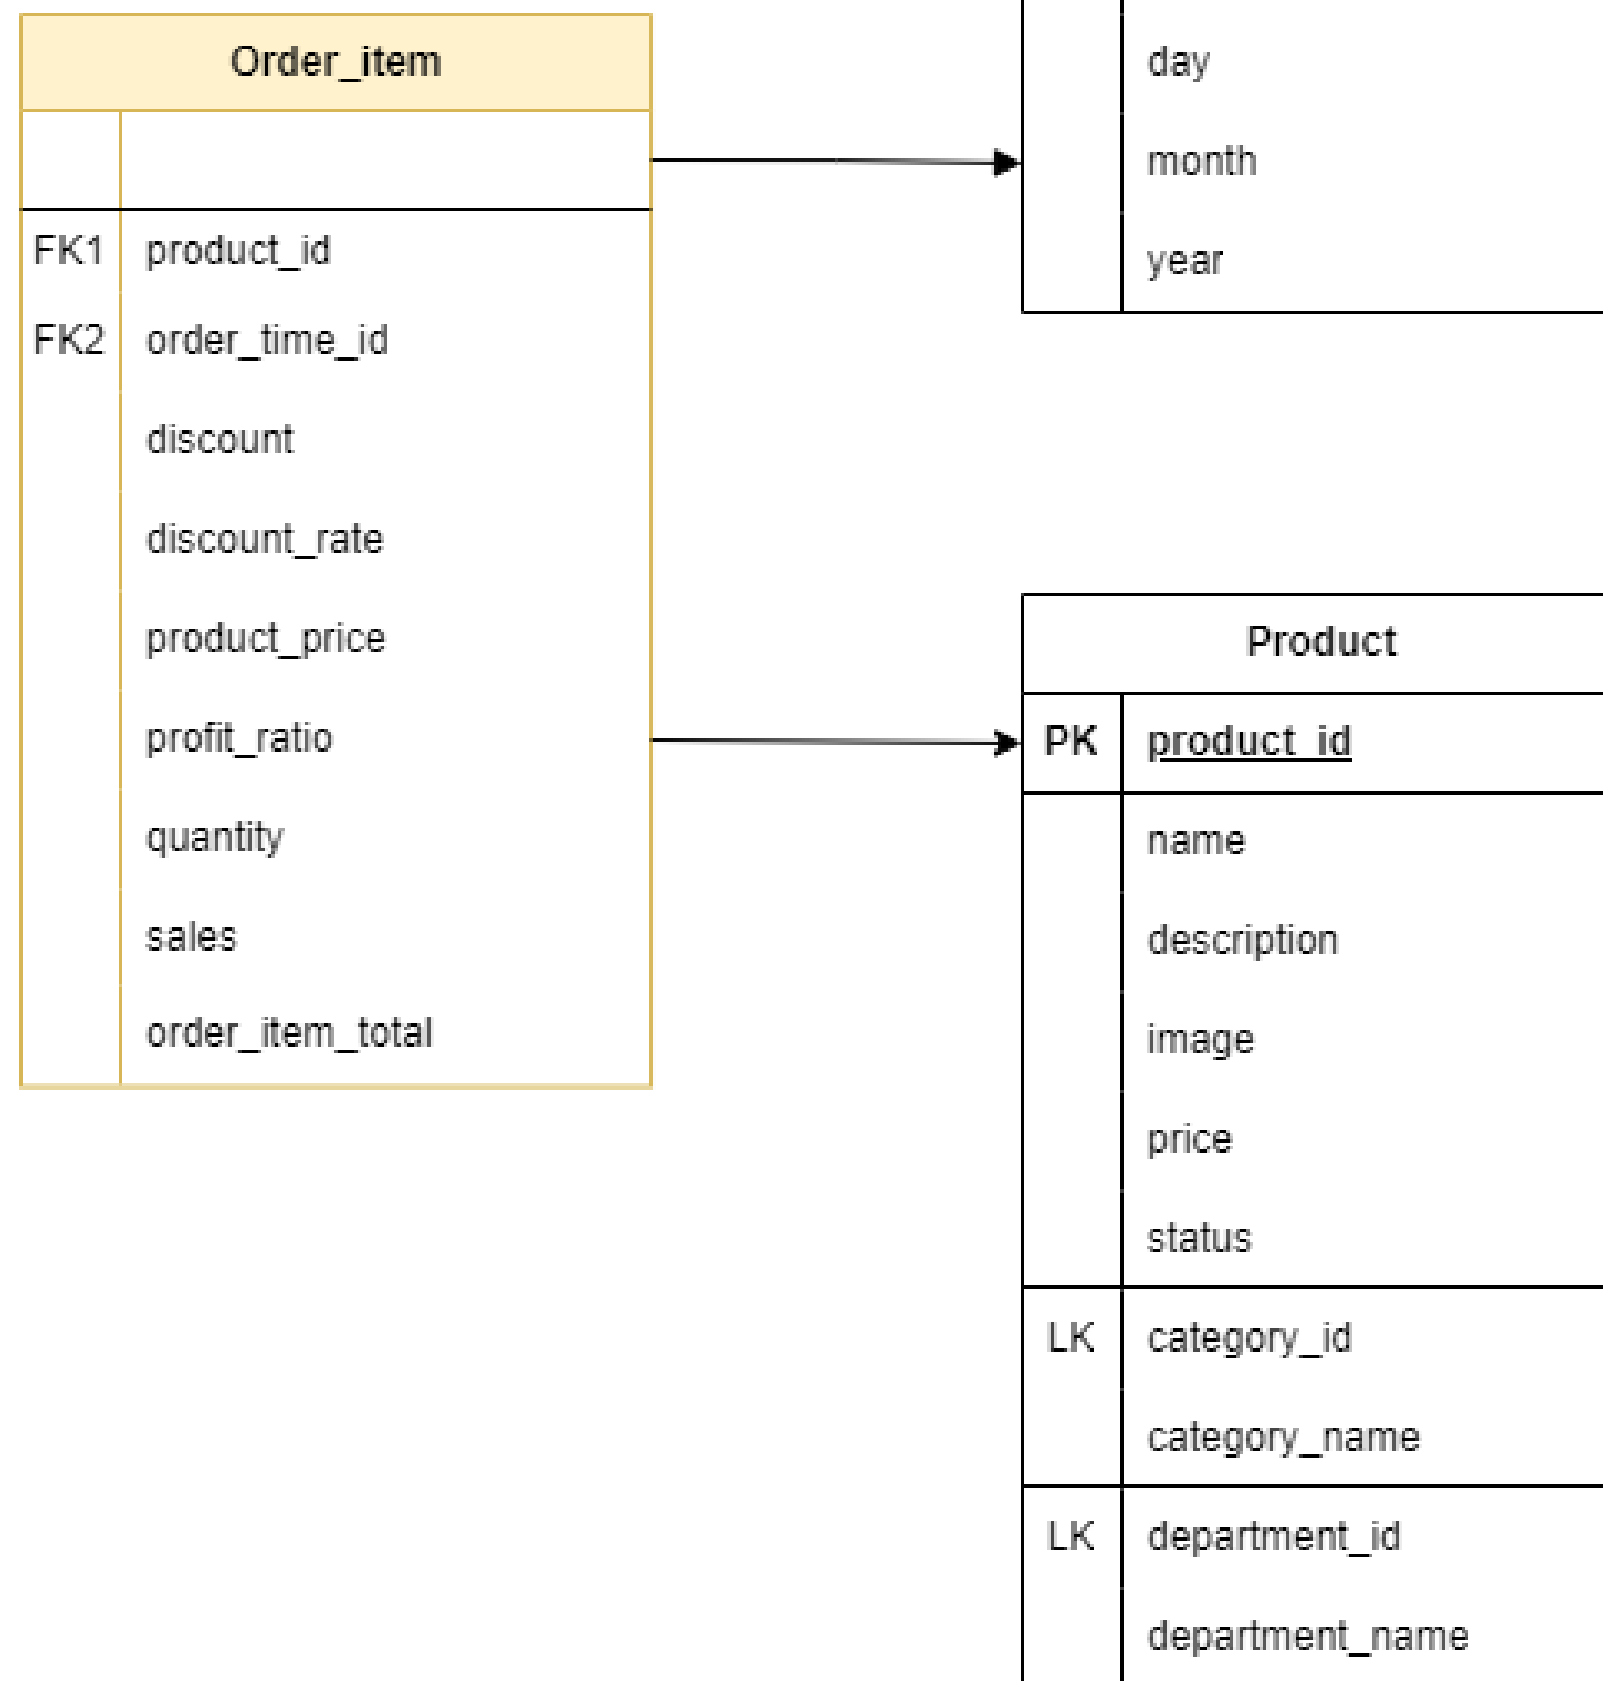 Order_item
FK1 product_id
FK2 order_time_id
discount
discount_rate
product_price
profit_ratio
quantity
sales
order_item_total
day
month
year
Product
PK product_id
name
description
image
price
status
LK category_id
category_name
LK department_id
department_name